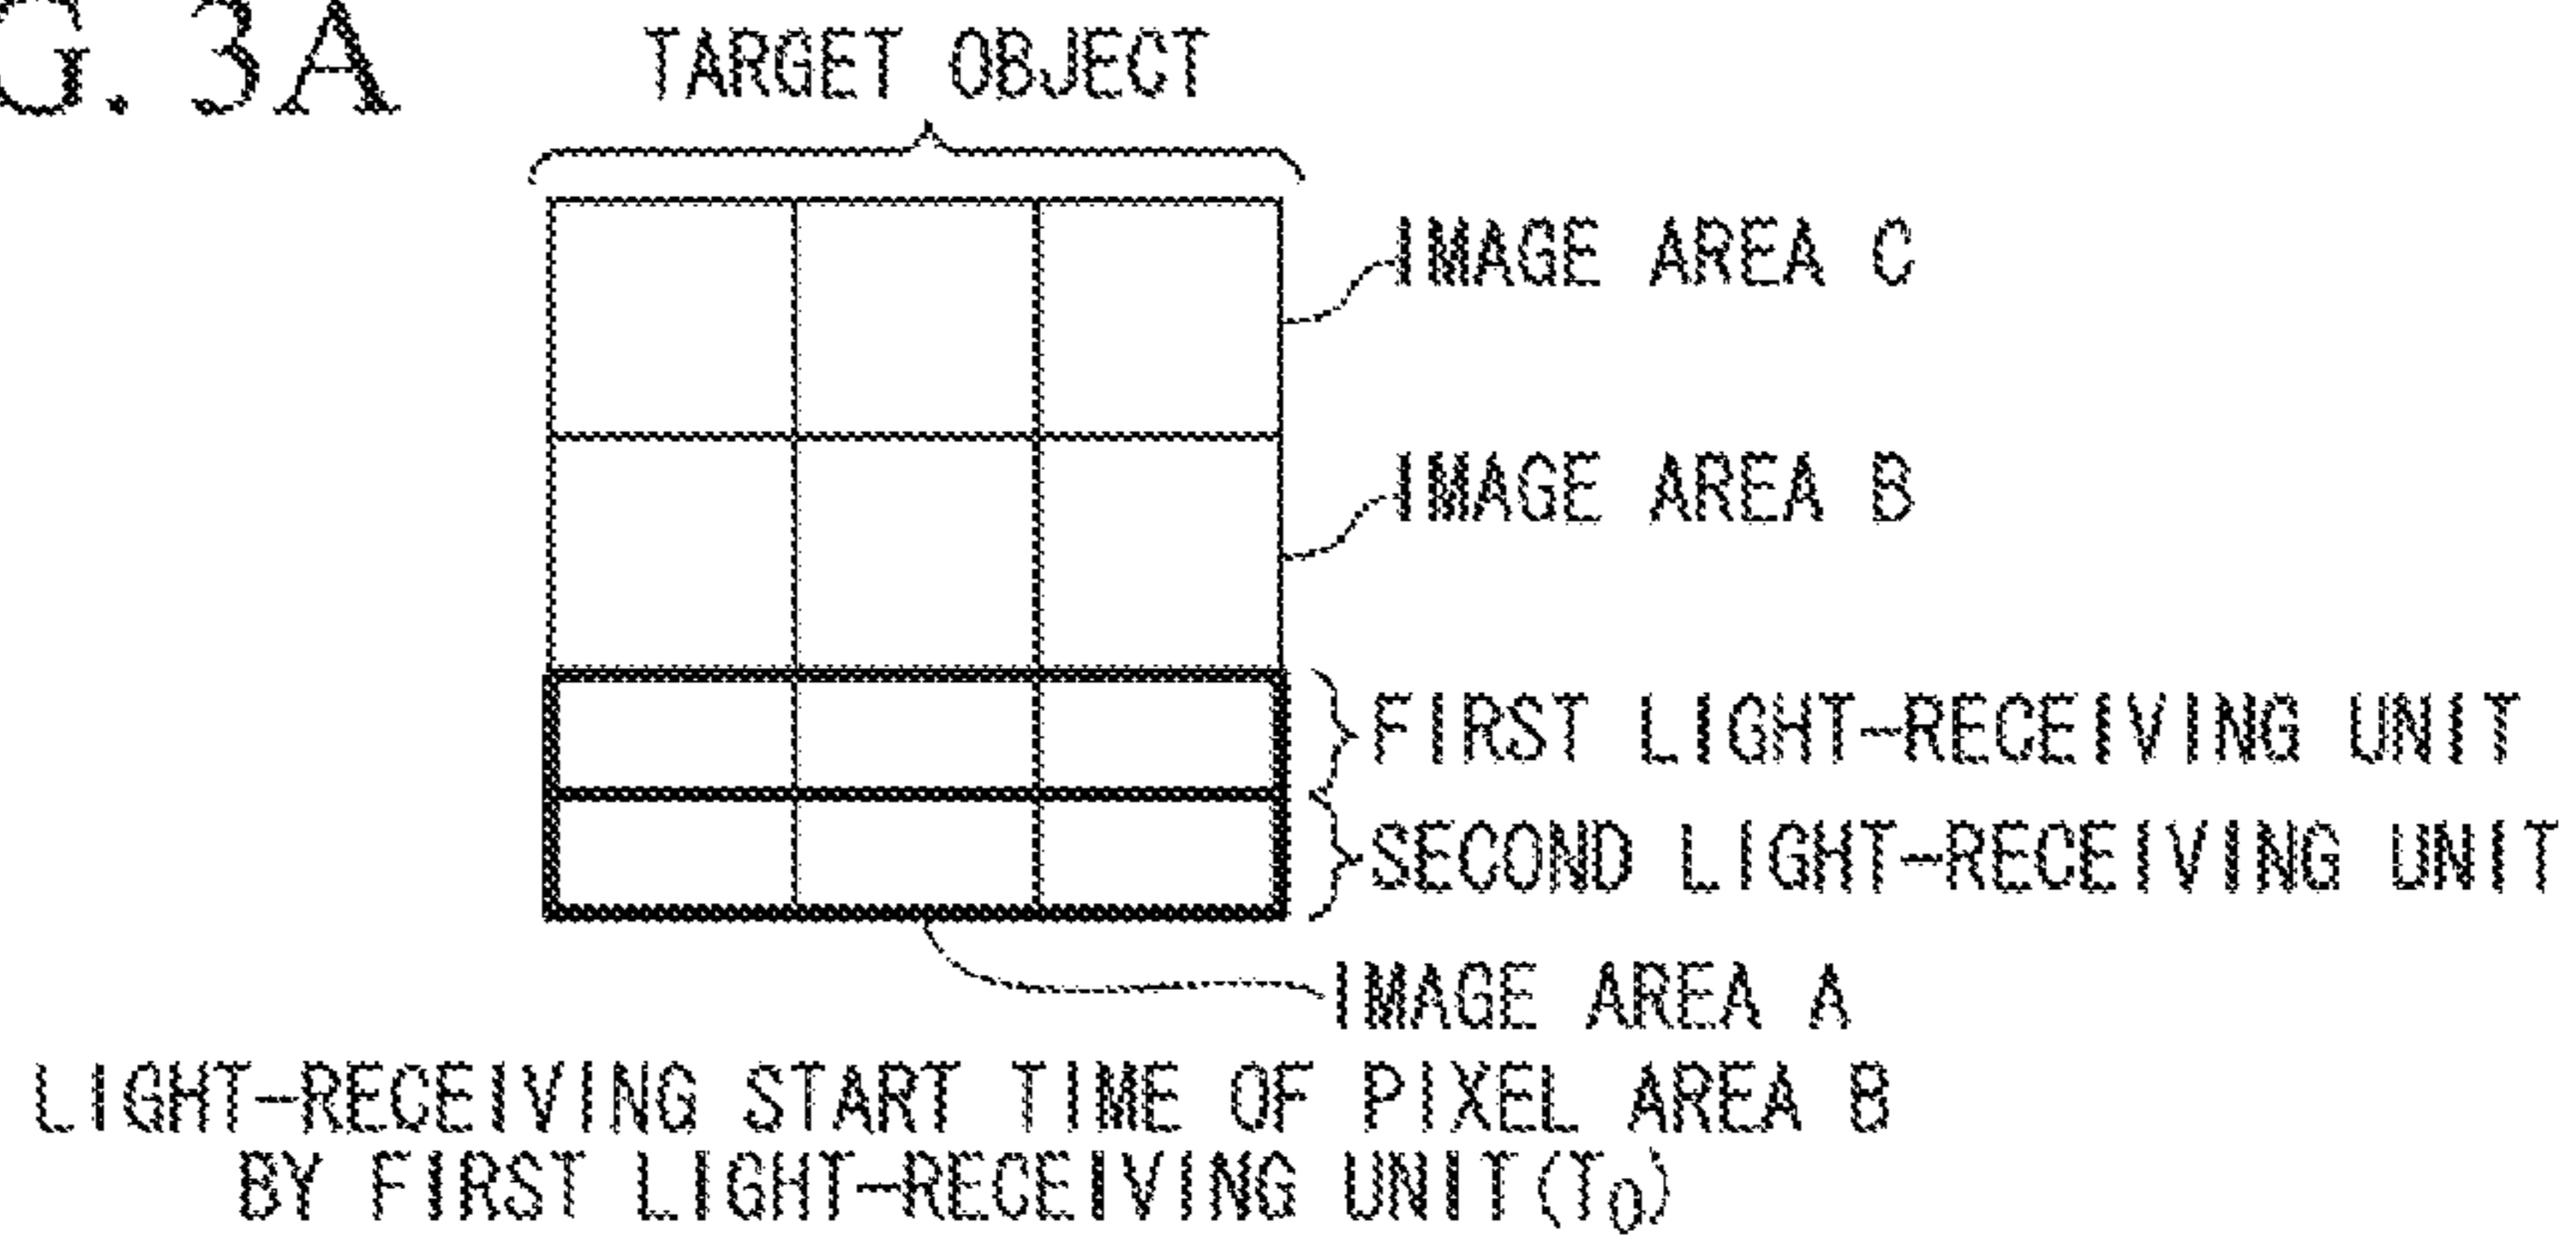 G. 3A
TARGET OBJECT
IMAGE AREA C
IMAGE AREA B
FIRST LIGHT-RECEIVING UNIT
SECOND LIGHT-RECEIVING UNIT
IMAGE AREA A
LIGHT-RECEIVING START TIME OF PIXEL AREA B
BY FIRST LIGHT-RECEIVING UNIT(T0)